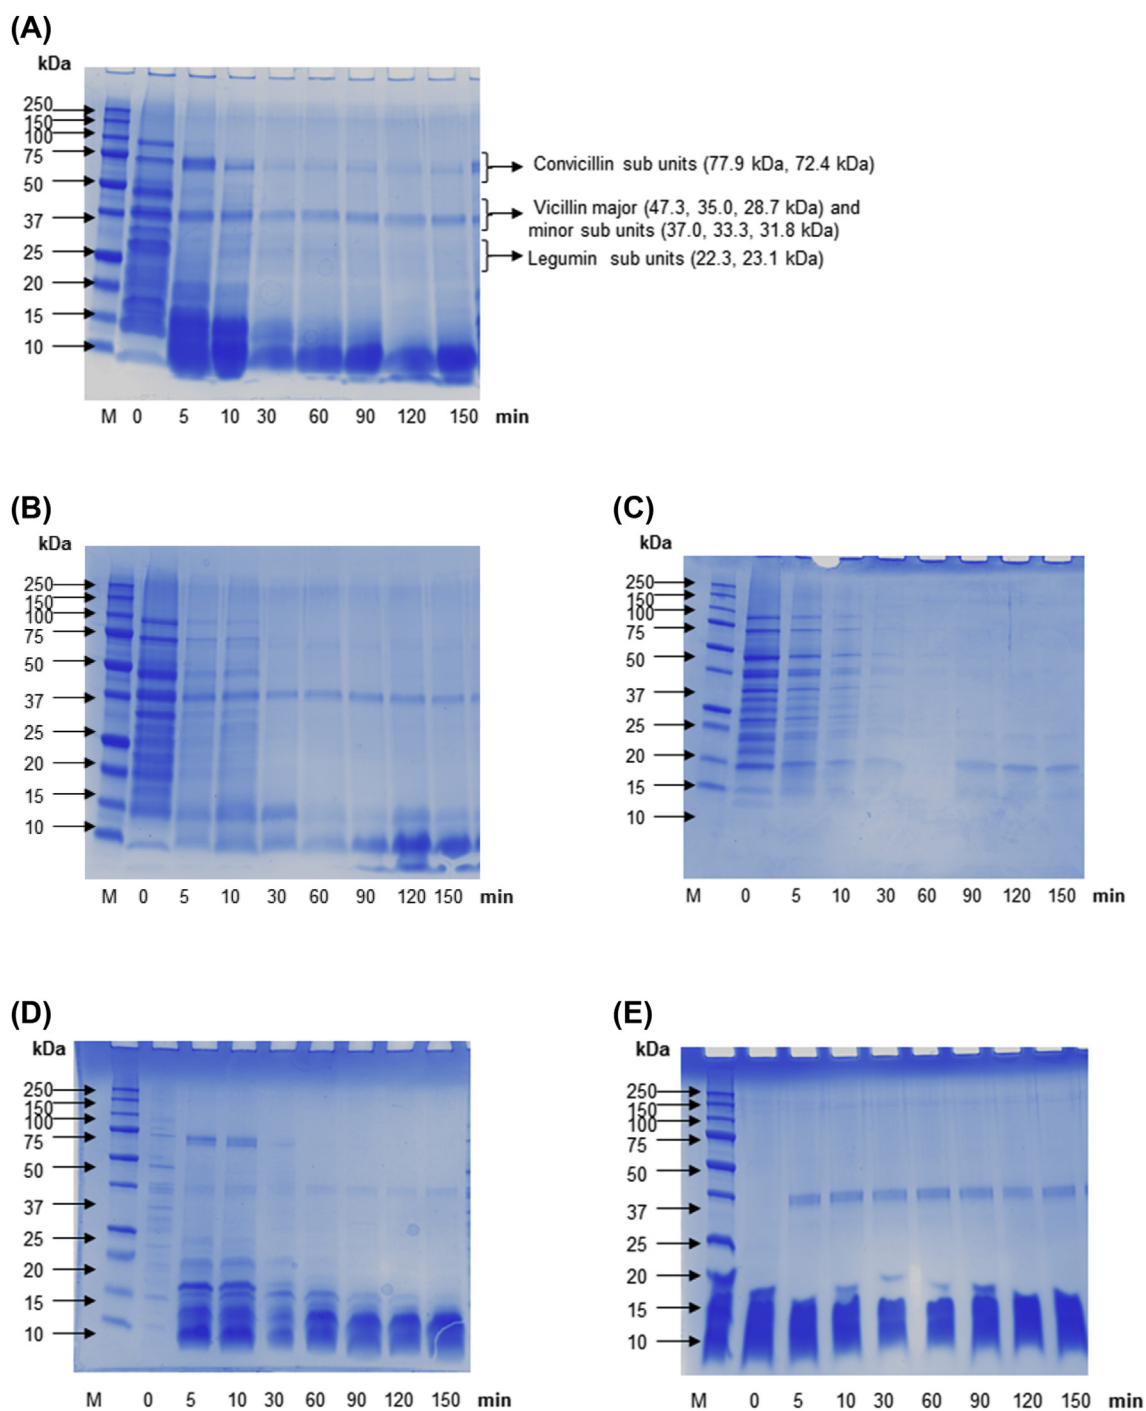 (A)
kDa
250
150
100
75
50
37
25
20
15
10
Convicillin sub units (77.9 kDa, 72.4 kDa)
Vicillin major (47.3, 35.0, 28.7 kDa) and
minor sub units (37.0, 33.3, 31.8 kDa)
Legumin sub units (22.3, 23.1 kDa)
M 0 5 10 30 60 90 120 150 min
(B)
kDa
250
150
100
75
50
37
25
20
15
10
M 0 5 10 30 60 90 120 150 min
(C)
kDa
250
150
100
75
50
37
25
20
15
10
M 0 5 10 30 60 90 120 150 min
(D)
kDa
250
150
100
75
50
37
25
20
15
10
M 0 5 10 30 60 90 120 150 min
(E)
kDa
250
150
100
75
50
37
25
20
15
10
M 0 5 10 30 60 90 120 150 min